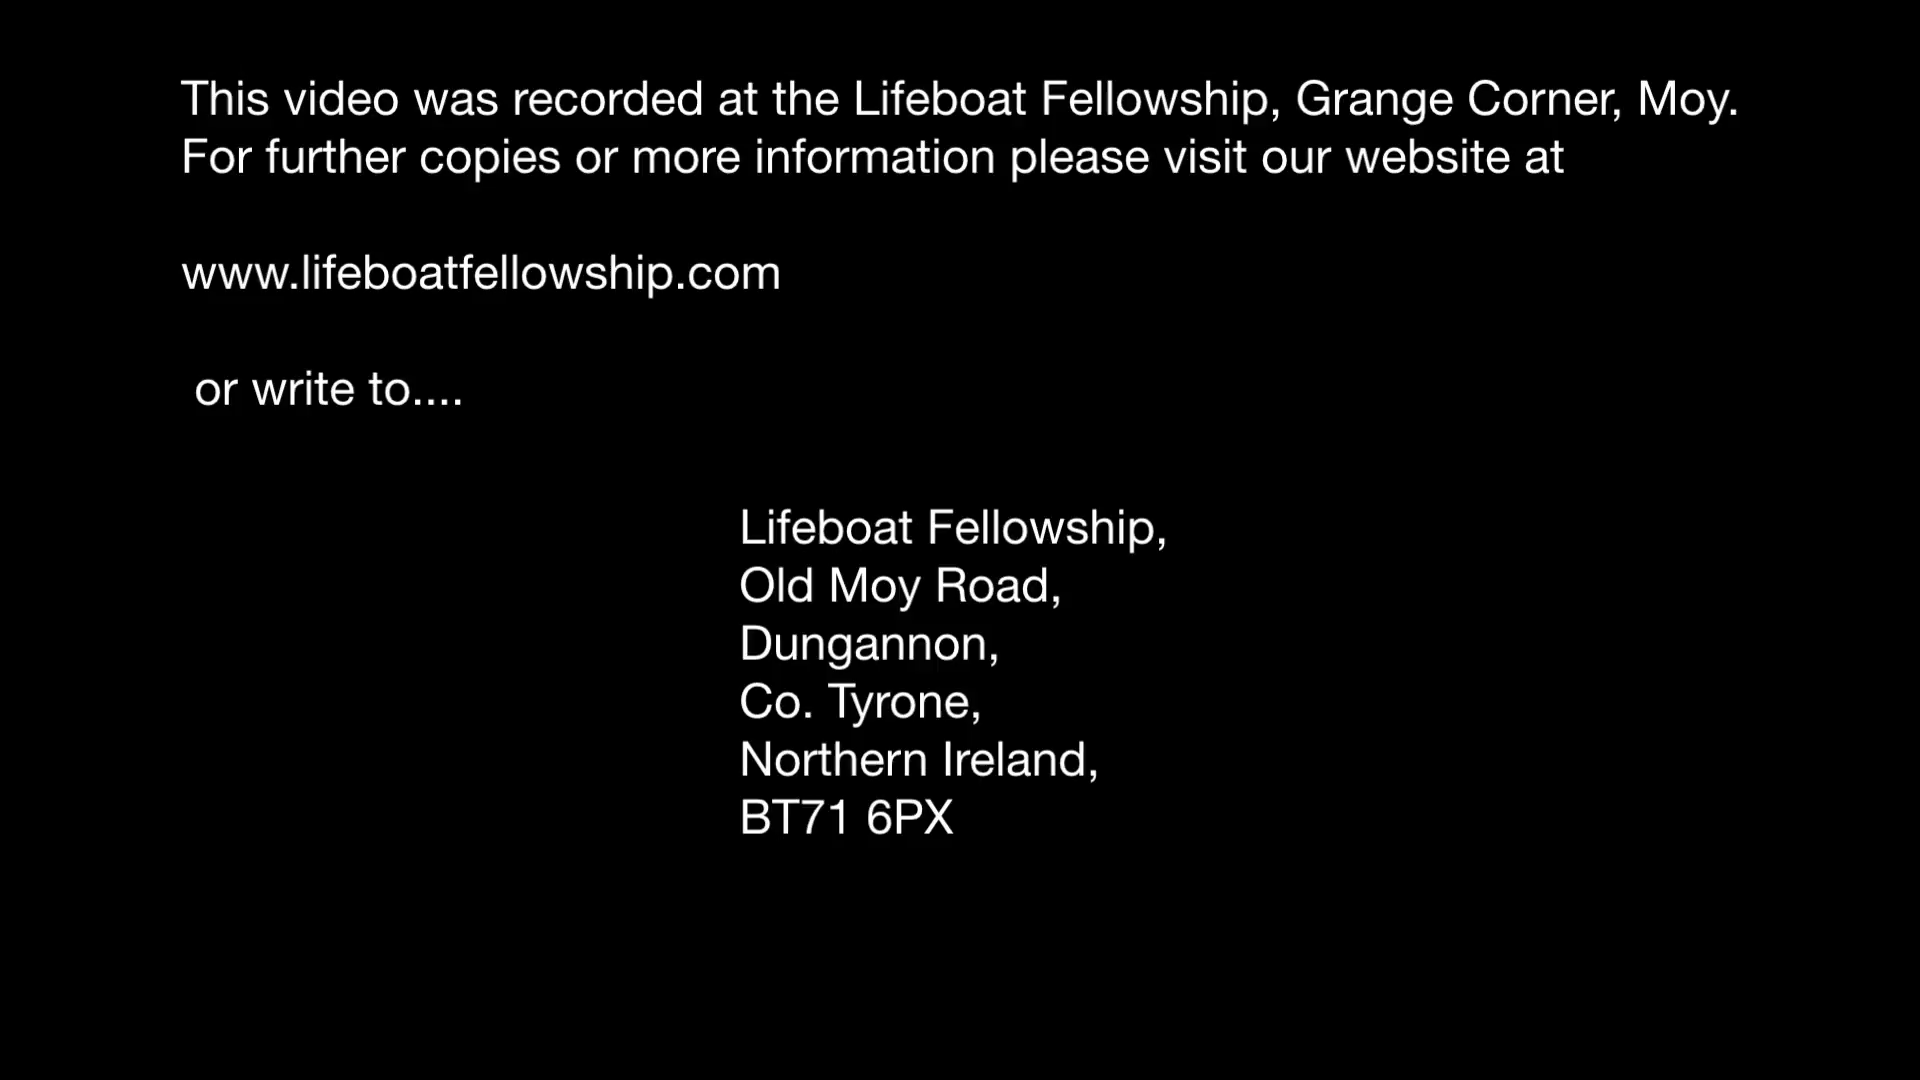 This video was recorded at the Lifeboat Fellowship, Grange Corner, Moy.
For further copies or more information please visit our website at
www.lifeboatfellowship.com
or write to....
Lifeboat Fellowship,
Old Moy Road,
Dungannon,
Co. Tyrone,
Northern Ireland,
BT71 6PX